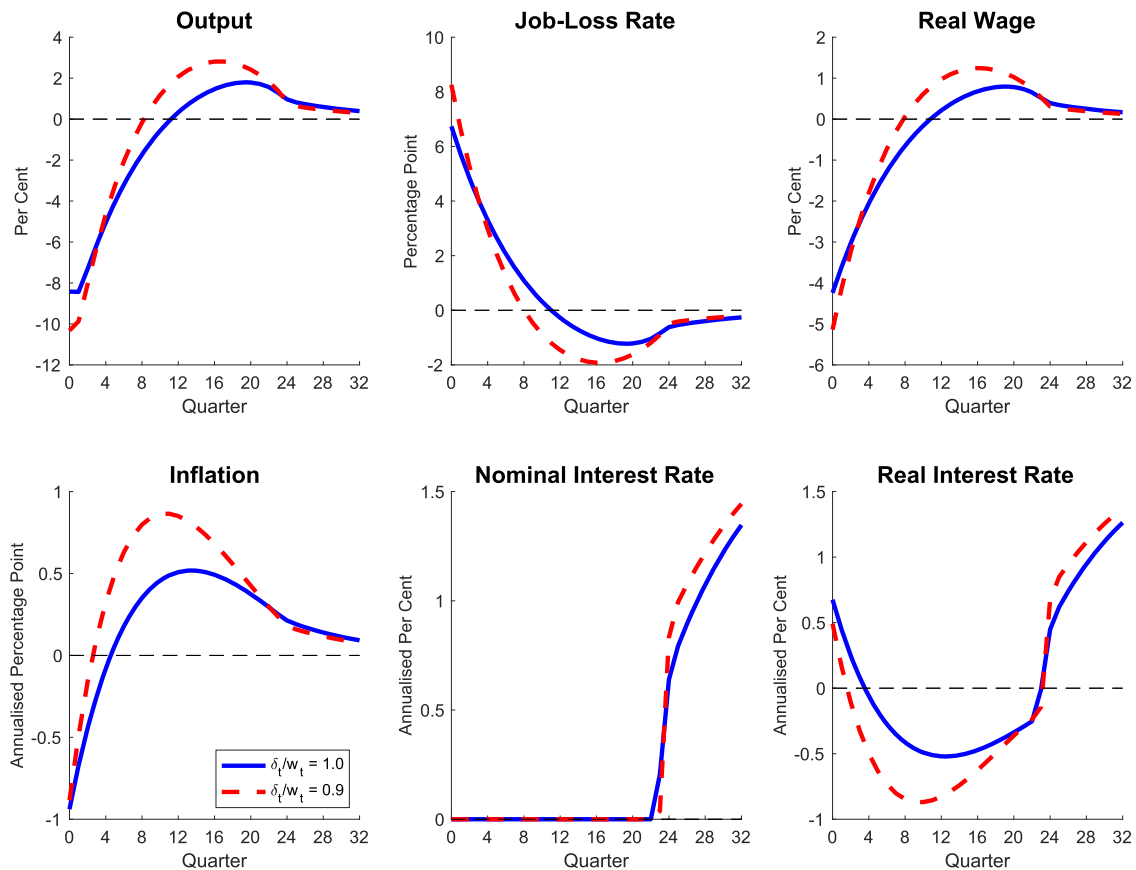 Output
Per Cent
4
2
0
-2
-4
-6
-8
-10
-12
0 4 8 12 16 20 24 28 32
Quarter
Job-Loss Rate
Percentage Point
10
8
6
4
2
0
-2
0 4 8 12 16 20 24 28 32
Quarter
Real Wage
Per Cent
2
1
0
-1
-2
-3
-4
-5
-6
0 4 8 12 16 20 24 28 32
Quarter
Inflation
Annualised Percentage Point
1
0.5
0
-0.5
-1
δt/wt = 1.0
δt/wt = 0.9
0 4 8 12 16 20 24 28 32
Quarter
Nominal Interest Rate
Annualised Per Cent
1.5
1
0.5
0
0 4 8 12 16 20 24 28 32
Quarter
Real Interest Rate
Annualised Per Cent
1.5
1
0.5
0
-0.5
-1
0 4 8 12 16 20 24 28 32
Quarter